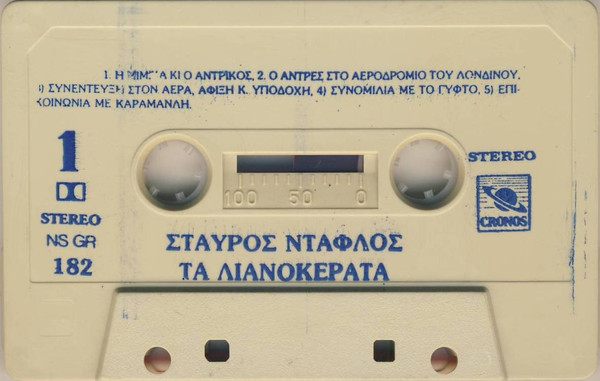 1. Η ΜΙΜΙΚΑ ΚΙ Ο ΑΝΤΡΙΚΟΣ, 2. Ο ΑΝΤΡΕΣ ΣΤΟ ΑΕΡΟΔΡΟΜΙΟ ΤΟΥ ΛΟΝΔΙΝΟΥ,
3) ΣΥΝΕΝΤΕΥΞΗ ΣΤΟΝ ΑΕΡΑ, ΑΦΙΞΗ Κ. ΥΠΟΔΟΧΗ, 4) ΣΥΝΟΜΙΛΙΑ ΜΕ ΤΟ ΓΥΦΤΟ, 5) ΕΠΙ-
ΚΟΙΝΩΝΙΑ ΜΕ ΚΑΡΑΜΑΝΛΗ.
1
STEREO
NS GR
182
100 50 0
STEREO
CRONOS
ΣΤΑΥΡΟΣ ΝΤΑΦΛΟΣ
ΤΑ ΛΙΑΝΟΚΕΡΑΤΑ